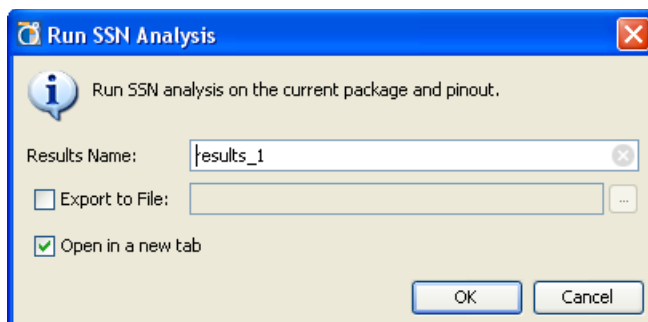 Run SSN Analysis
Run SSN analysis on the current package and pinout.
Results Name: results_1
Export to File: ...
Open in a new tab
OK Cancel